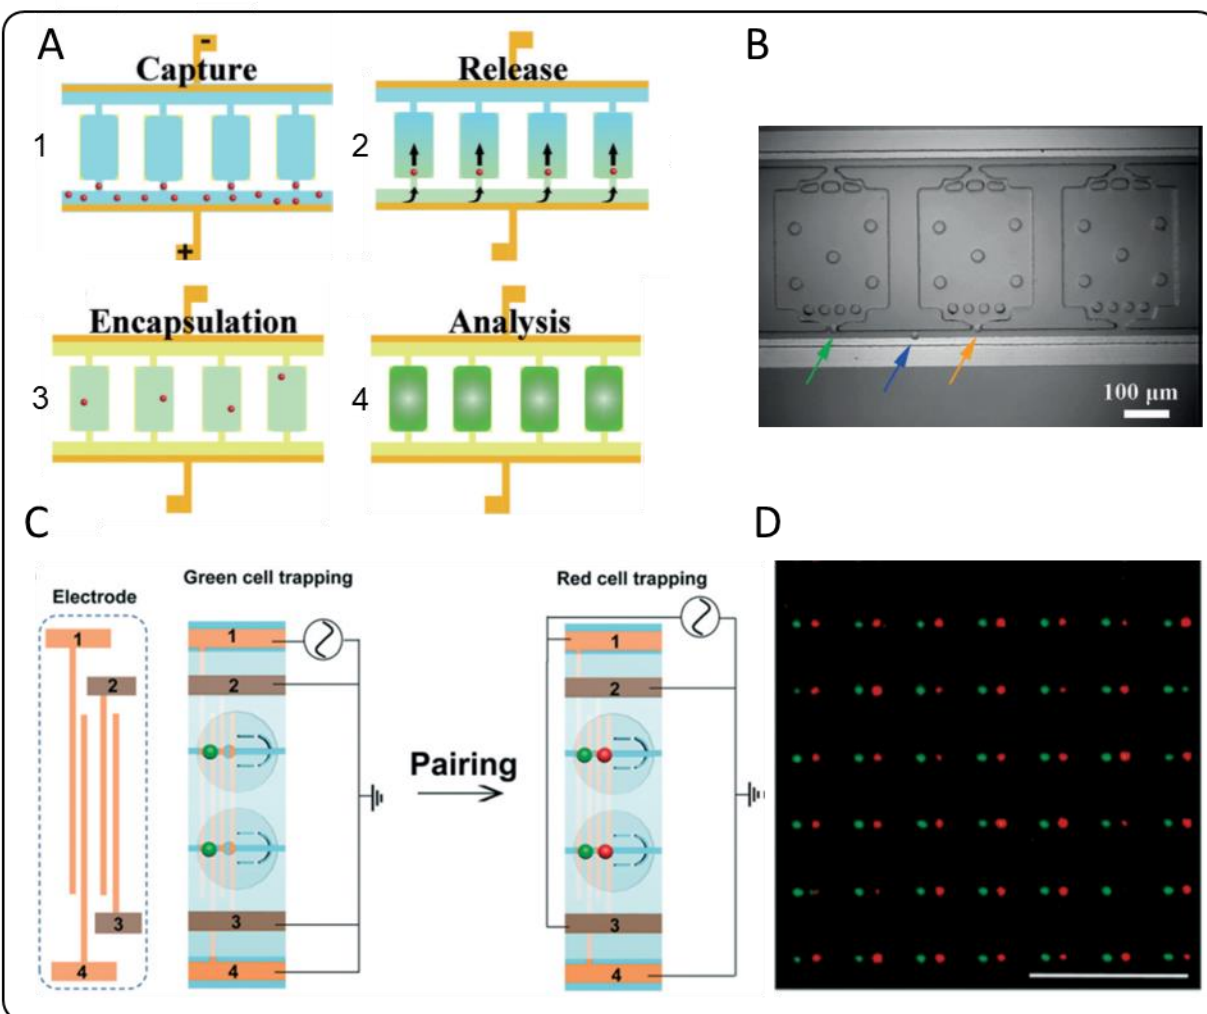 A
B
-
Capture
Release
1
2
+
Encapsulation
Analysis
3
4
100 μm
C
D
Electrode
Green cell trapping
Red cell trapping
1
2
3
4
1
2
3
4
Pairing
1
2
3
4